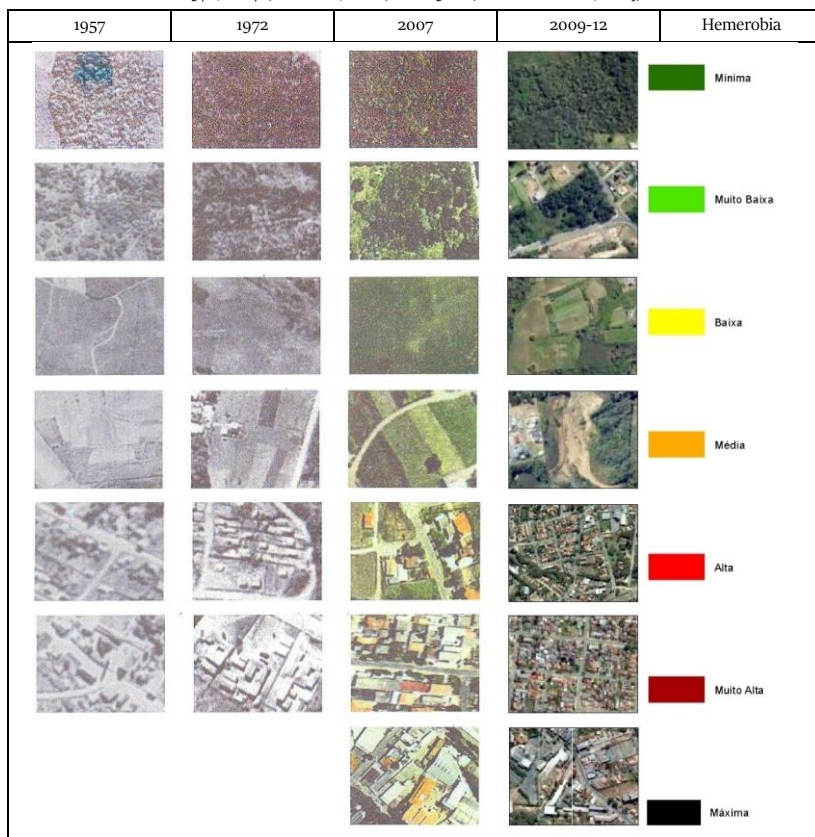 1957 1972 2007 2009-12 Hemerobia
Mínima
Muito Baixa
Baixa
Média
Alta
Muito Alta
Máxima